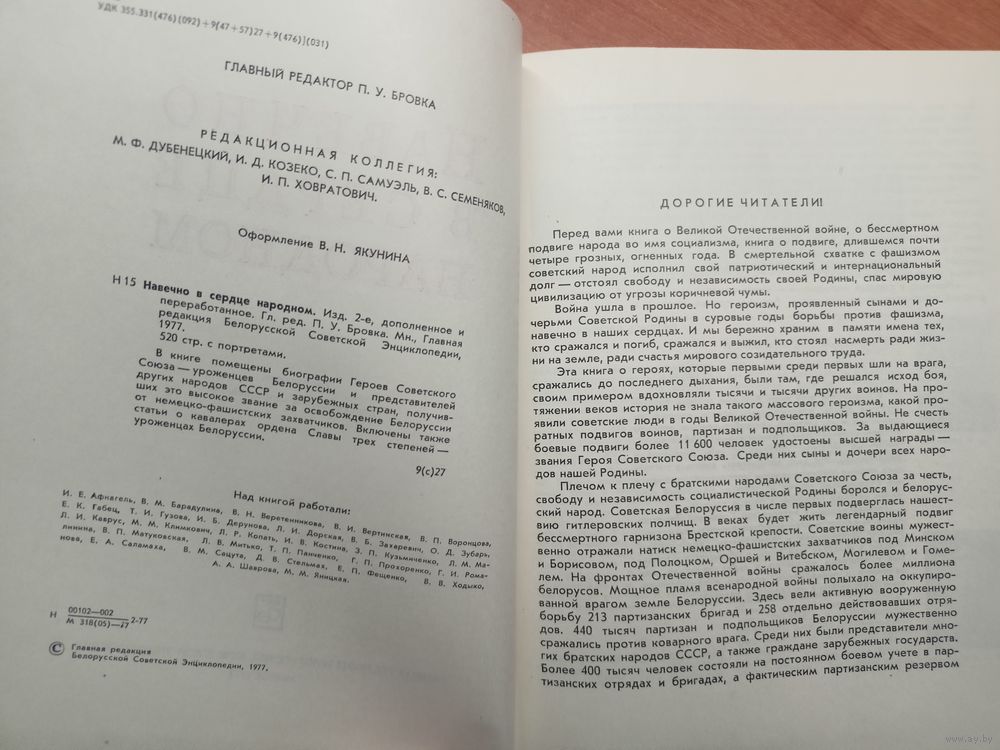 УДК 355.331(476)(092)+9(47+57)27+9(476)](031)
ГЛАВНЫЙ РЕДАКТОР П. У. БРОВКА
РЕДАКЦИОННАЯ КОЛЛЕГИЯ:
М. Ф. ДУБЕНЕЦКИЙ, И. Д. КОЗЕКО, С. П. САМУЭЛЬ, В. С. СЕМЕНЯКОВ,
И. П. ХОВРАТОВИЧ.
Оформление В. Н. ЯКУНИНА
Н 15 Навечно в сердце народном. Изд. 2-е, дополненное и
переработанное. Гл. ред. П. У. Бровка. Мн., Главная
редакция Белорусской Советской Энциклопедии,
1977.
520 стр. с портретами.
В книге помещены биографии Героев Советского
Союза — уроженцев Белоруссии и представителей
других народов СССР и зарубежных стран, получив-
ших это высокое звание за освобождение Белоруссии
от немецко-фашистских захватчиков. Включены также
статьи о кавалерах ордена Славы трех степеней —
уроженцах Белоруссии.
9(с)27
Над книгой работали:
И. Е. Афнагель, В. М. Барадулина, В. Н. Веретенникова, В. И. Вертинская, В. П. Воронцова,
Е. К. Габец, Т. И. Гузова, И. Б. Дерунова, Л. И. Дорская, В. Б. Захаревич, О. Д. Зубарь,
Л. И. Каврус, М. М. Климкович, Л. Р. Копать, И. В. Костина, З. П. Кузьмиченко, Л. М. Ма-
линина, В. П. Матуковская, Л. В. Митько, Т. П. Панченко, Г. П. Прохоренко, Г. И. Рома-
нова, Е. А. Саламаха, В. М. Сацута, Д. В. Стельмах, Е. П. Фещенко, В. В. Ходыко,
А. А. Шаврова, М. М. Яницкая.
Н 00102—002
М 318(05)—77 2-77
© Главная редакция
Белорусской Советской Энциклопедии, 1977.
ДОРОГИЕ ЧИТАТЕЛИ!
Перед вами книга о Великой Отечественной войне, о бессмертном
подвиге народа во имя социализма, книга о подвиге, длившемся почти
четыре грозных, огненных года. В смертельной схватке с фашизмом
советский народ исполнил свой патриотический и интернациональный
долг — отстоял свободу и независимость своей Родины, спас мировую
цивилизацию от угрозы коричневой чумы.
Война ушла в прошлое. Но героизм, проявленный сынами и до-
черьми Советской Родины в суровые годы борьбы против фашизма,
навечно в наших сердцах. И мы бережно храним в памяти имена тех,
кто сражался и погиб, сражался и выжил, кто стоял насмерть ради жиз-
ни на земле, ради счастья мирового созидательного труда.
Эта книга о героях, которые первыми среди первых шли на врага,
сражались до последнего дыхания, были там, где решался исход боя,
своим примером вдохновляли тысячи и тысячи других воинов. На про-
тяжении веков история не знала такого массового героизма, какой про-
явили советские люди в годы Великой Отечественной войны. Не счесть
ратных подвигов воинов, партизан и подпольщиков. За выдающиеся
боевые подвиги более 11 600 человек удостоены высшей награды —
звания Героя Советского Союза. Среди них сыны и дочери всех наро-
дов нашей Родины.
Плечом к плечу с братскими народами Советского Союза за честь,
свободу и независимость социалистической Родины боролся и белорус-
ский народ. Советская Белоруссия в числе первых подверглась нашест-
вию гитлеровских полчищ. В веках будет жить легендарный подвиг
бессмертного гарнизона Брестской крепости. Советские воины мужест-
венно отражали натиск немецко-фашистских захватчиков под Минском
и Борисовом, под Полоцком, Оршей и Витебском, Могилевом и Гоме-
лем. На фронтах Отечественной войны сражалось более миллиона
белорусов. Мощное пламя всенародной войны полыхало на оккупиро-
ванной врагом земле Белоруссии. Здесь вели активную вооруженную
борьбу 213 партизанских бригад и 258 отдельно действовавших отря-
дов. 440 тысяч партизан и подпольщиков Белоруссии мужественно
сражались против коварного врага. Среди них были представители мно-
гих братских народов СССР, а также граждане зарубежных государств.
Более 400 тысяч человек состояли на постоянном боевом учете в пар-
тизанских отрядах и бригадах, а фактическим партизанским резервом
www.ay.by